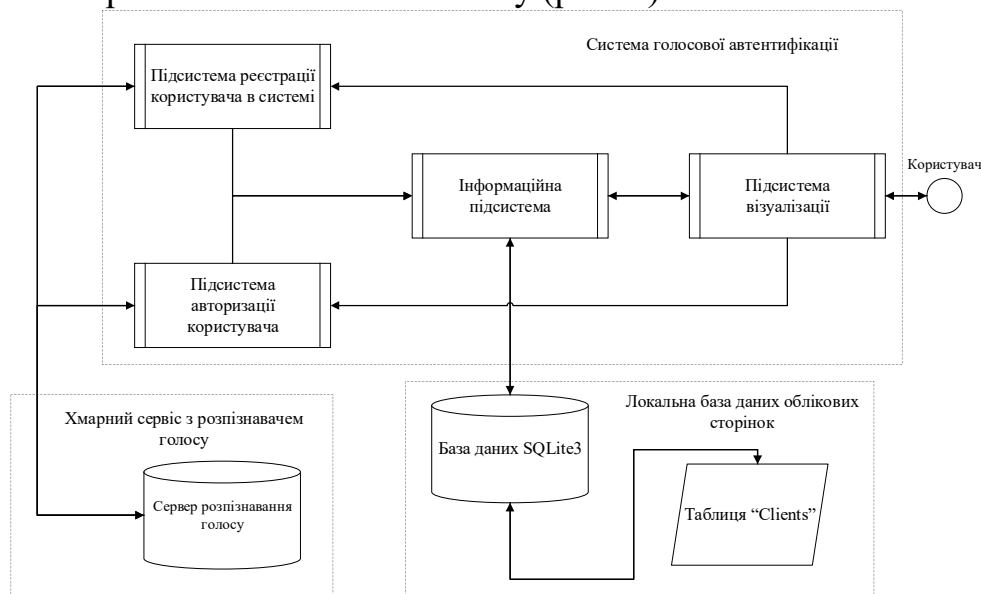 Система голосової автентифікації
Підсистема реєстрації
користувача в системі
Інформаційна
підсистема
Підсистема
візуалізації
Користувач
Підсистема
авторизації
користувача
Хмарний сервіс з розпізнавачем
голосу
Сервер розпізнавання
голосу
Локальна база даних облікових
сторінок
База даних SQLite3
Таблиця “Clients”